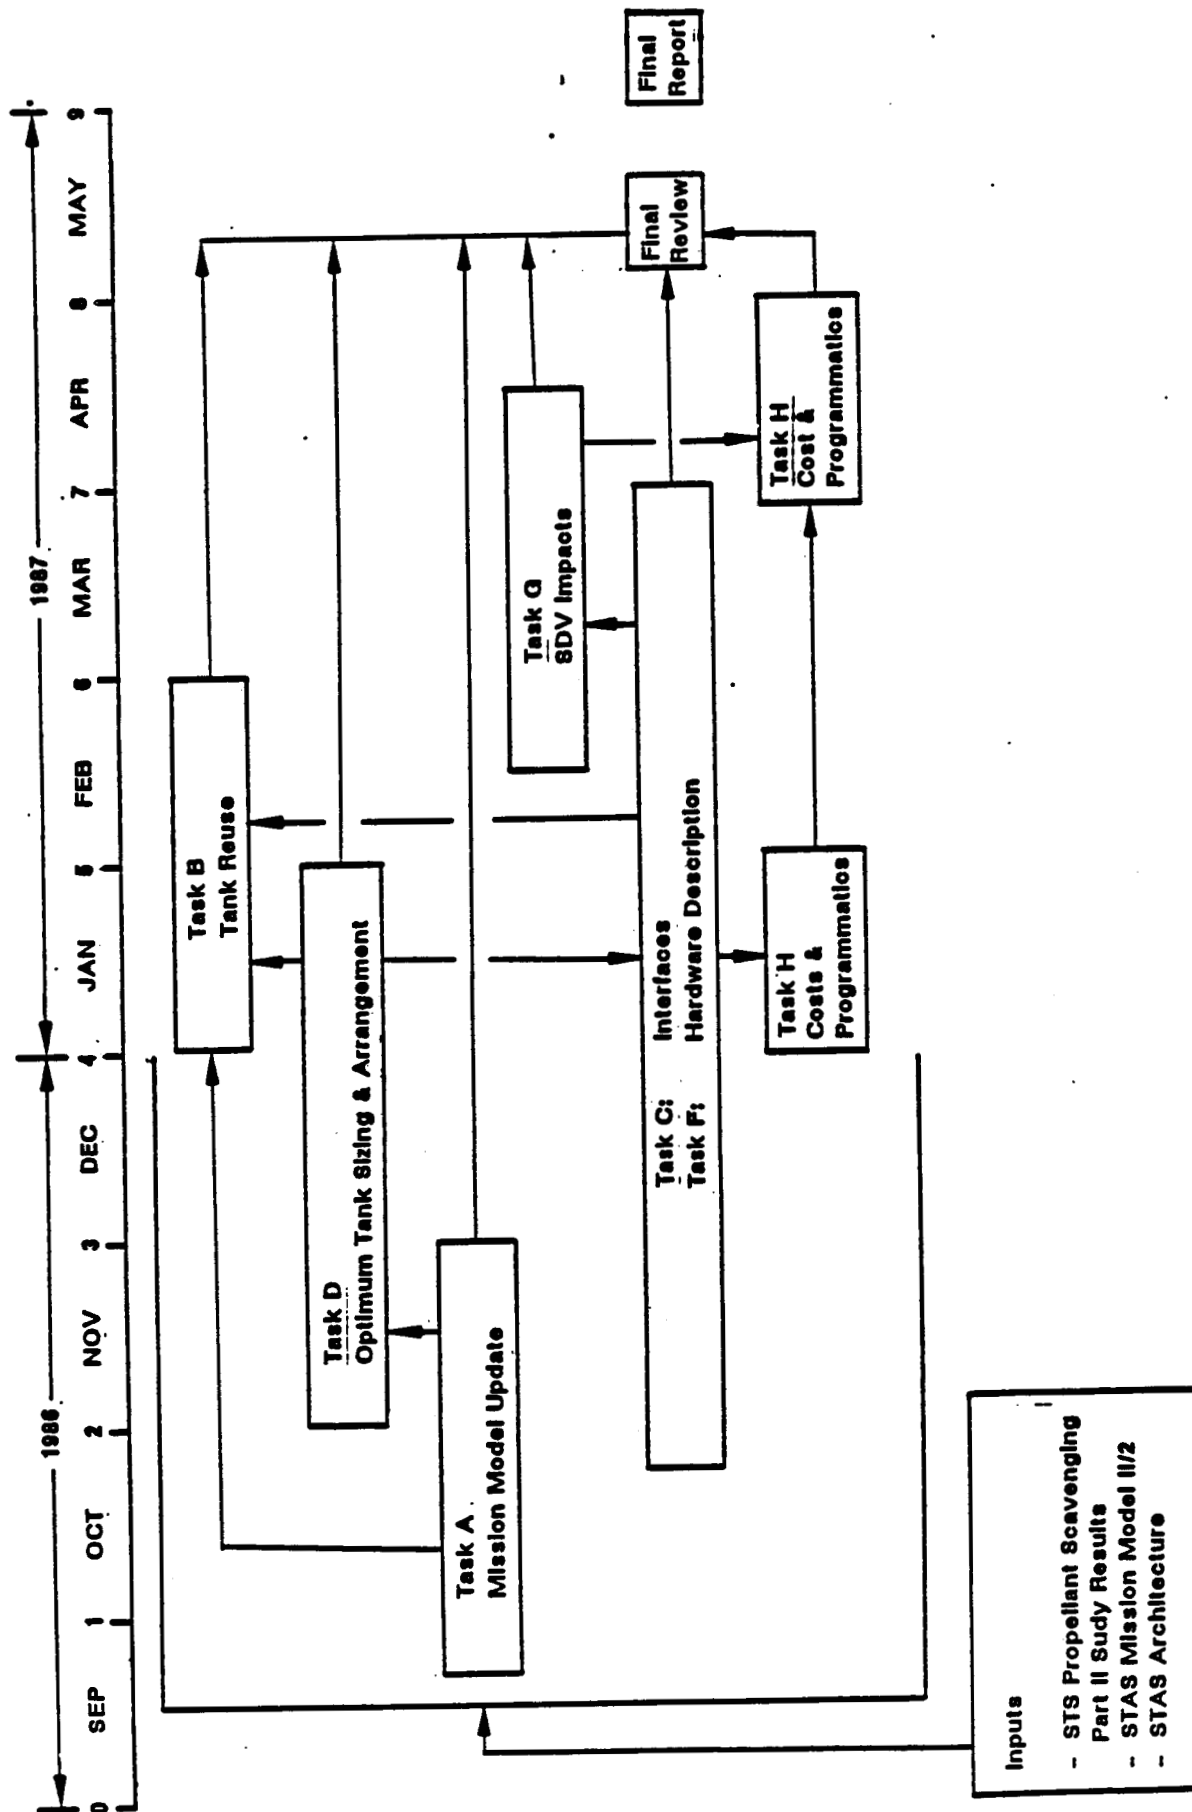 1986
1987
SEP
OCT
NOV
DEC
JAN
FEB
MAR
APR
MAY
0
1
2
3
4
5
6
7
8
9
Task B
Tank Reuse
Task D
Optimum Tank Sizing & Arrangement
Task A
Mission Model Update
Task G
SDV Impacts
Task C: Interfaces
Task F: Hardware Description
Task H
Costs &
Programmatics
Task H
Cost &
Programmatics
Final
Review
Final
Report
Inputs
- STS Propellant Scavenging
Part II Sudy Results
- STAS Mission Model II/2
- STAS Architecture